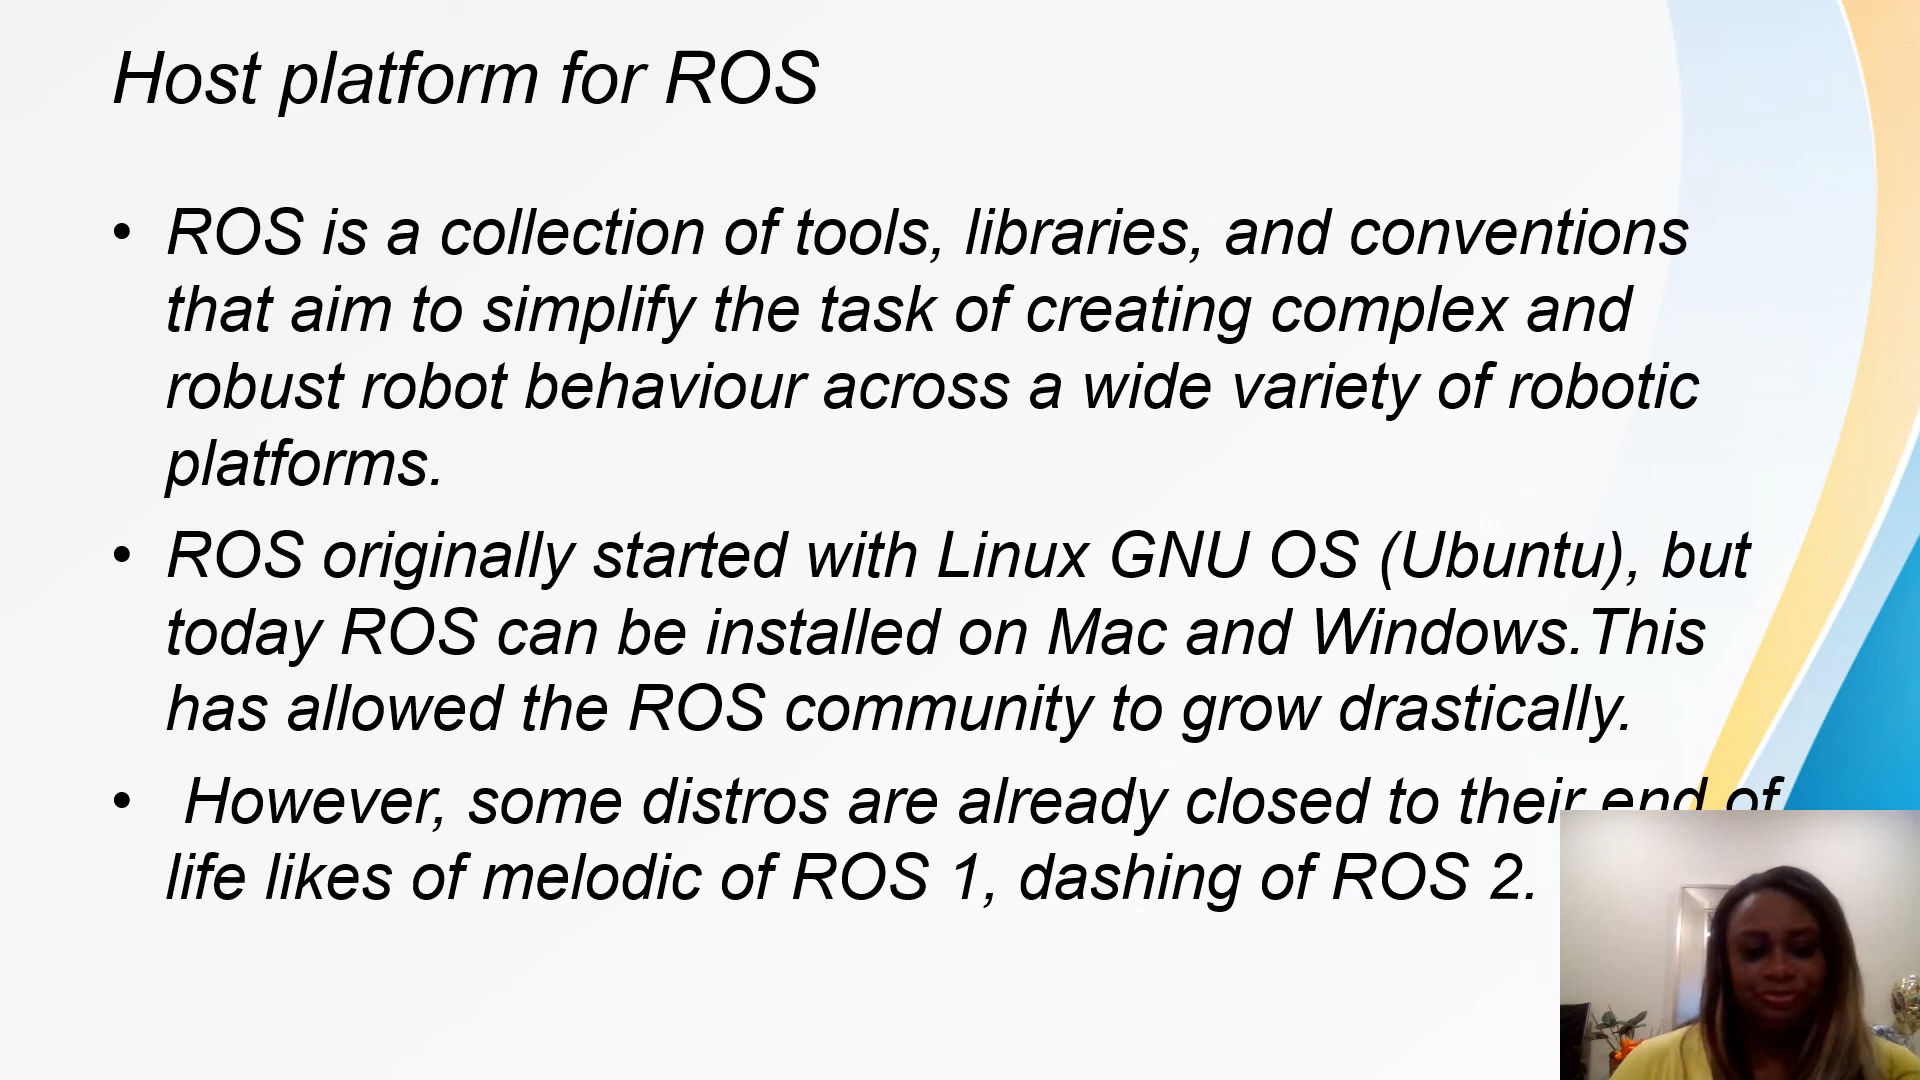 Host platform for ROS
• ROS is a collection of tools, libraries, and conventions
that aim to simplify the task of creating complex and
robust robot behaviour across a wide variety of robotic
platforms.
• ROS originally started with Linux GNU OS (Ubuntu), but
today ROS can be installed on Mac and Windows.This
has allowed the ROS community to grow drastically.
• However, some distros are already closed to their end of
life likes of melodic of ROS 1, dashing of ROS 2.